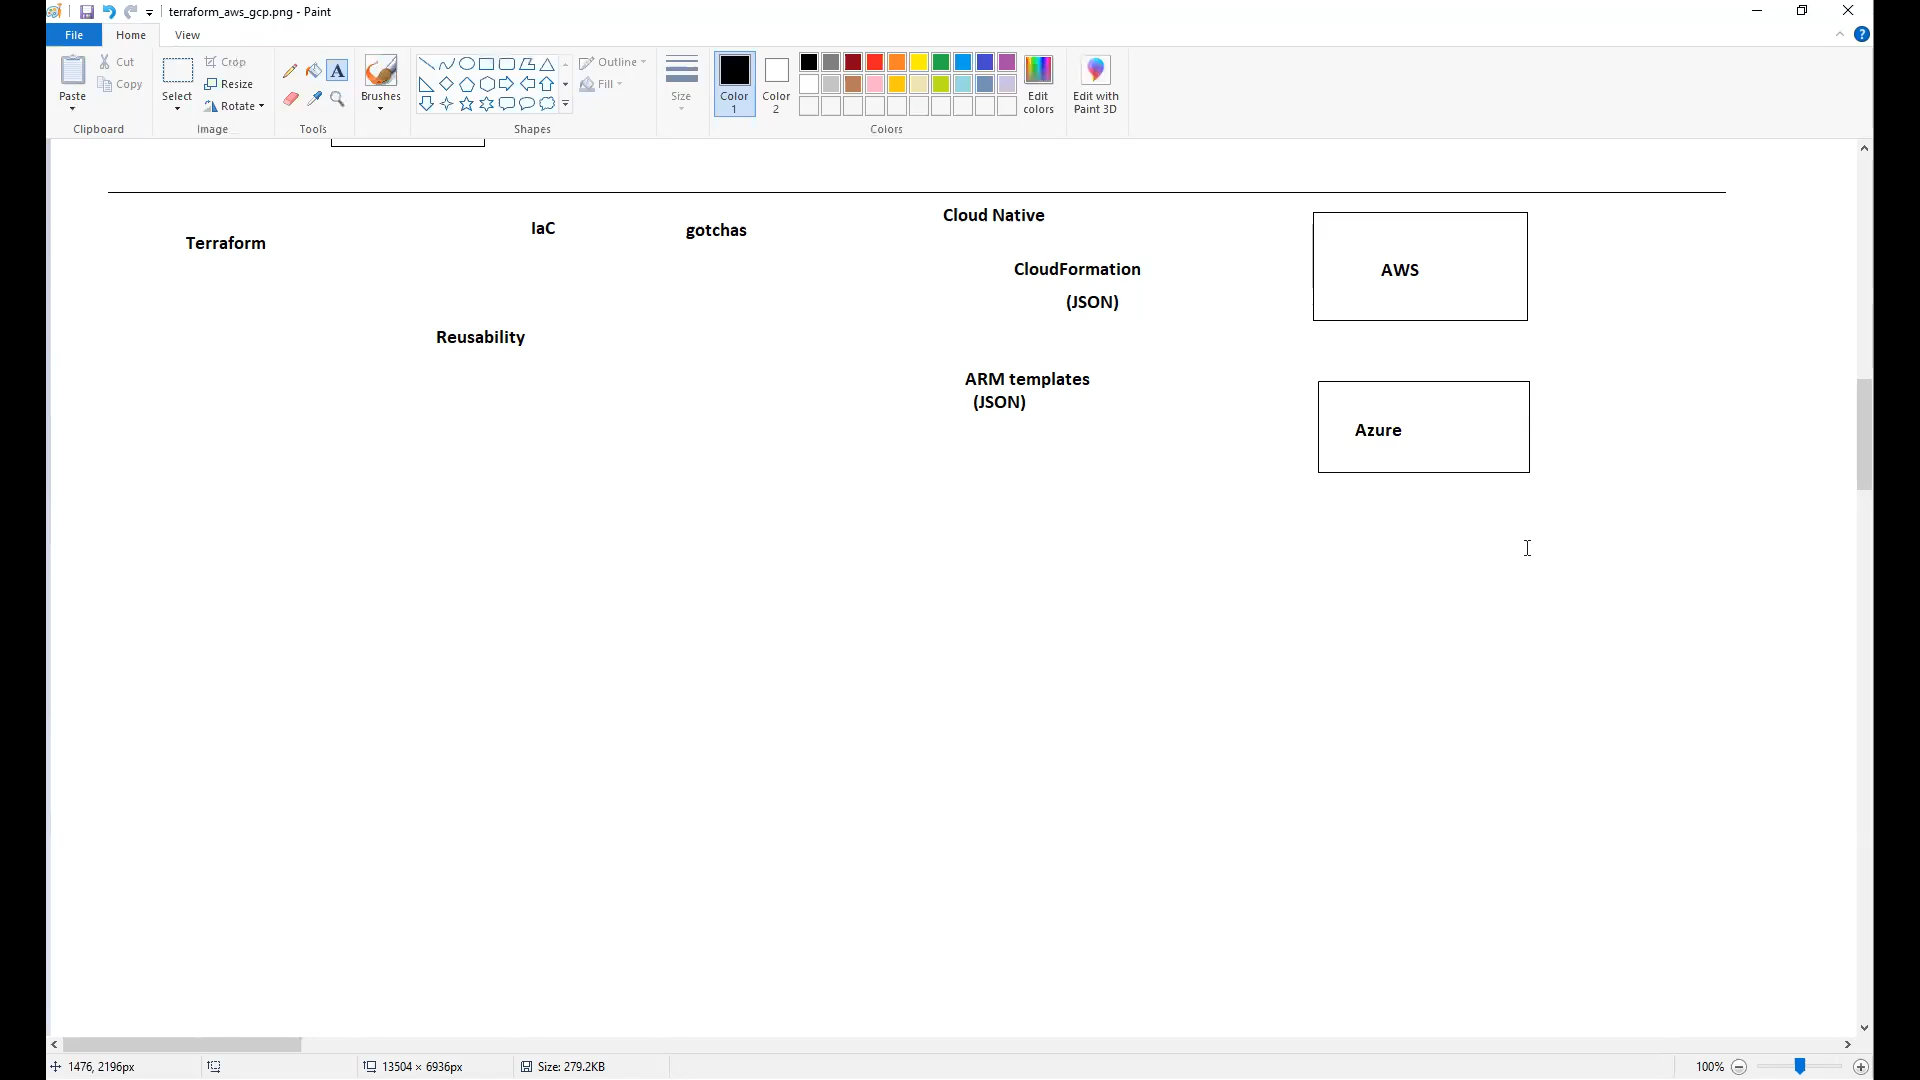 terraform_aws_gcp.png - Paint
File
Home
View
Paste
Cut
Copy
Clipboard
Select
Crop
Resize
Rotate
Image
A
Tools
Brushes
Shapes
Outline
Fill
Size
Color
1
Color
2
Colors
Edit
colors
Edit with
Paint 3D
?
Terraform
IaC
gotchas
Cloud Native
CloudFormation
(JSON)
AWS
Reusability
ARM templates
(JSON)
Azure
1476, 2196px
13504 × 6936px
Size: 279.2KB
100%